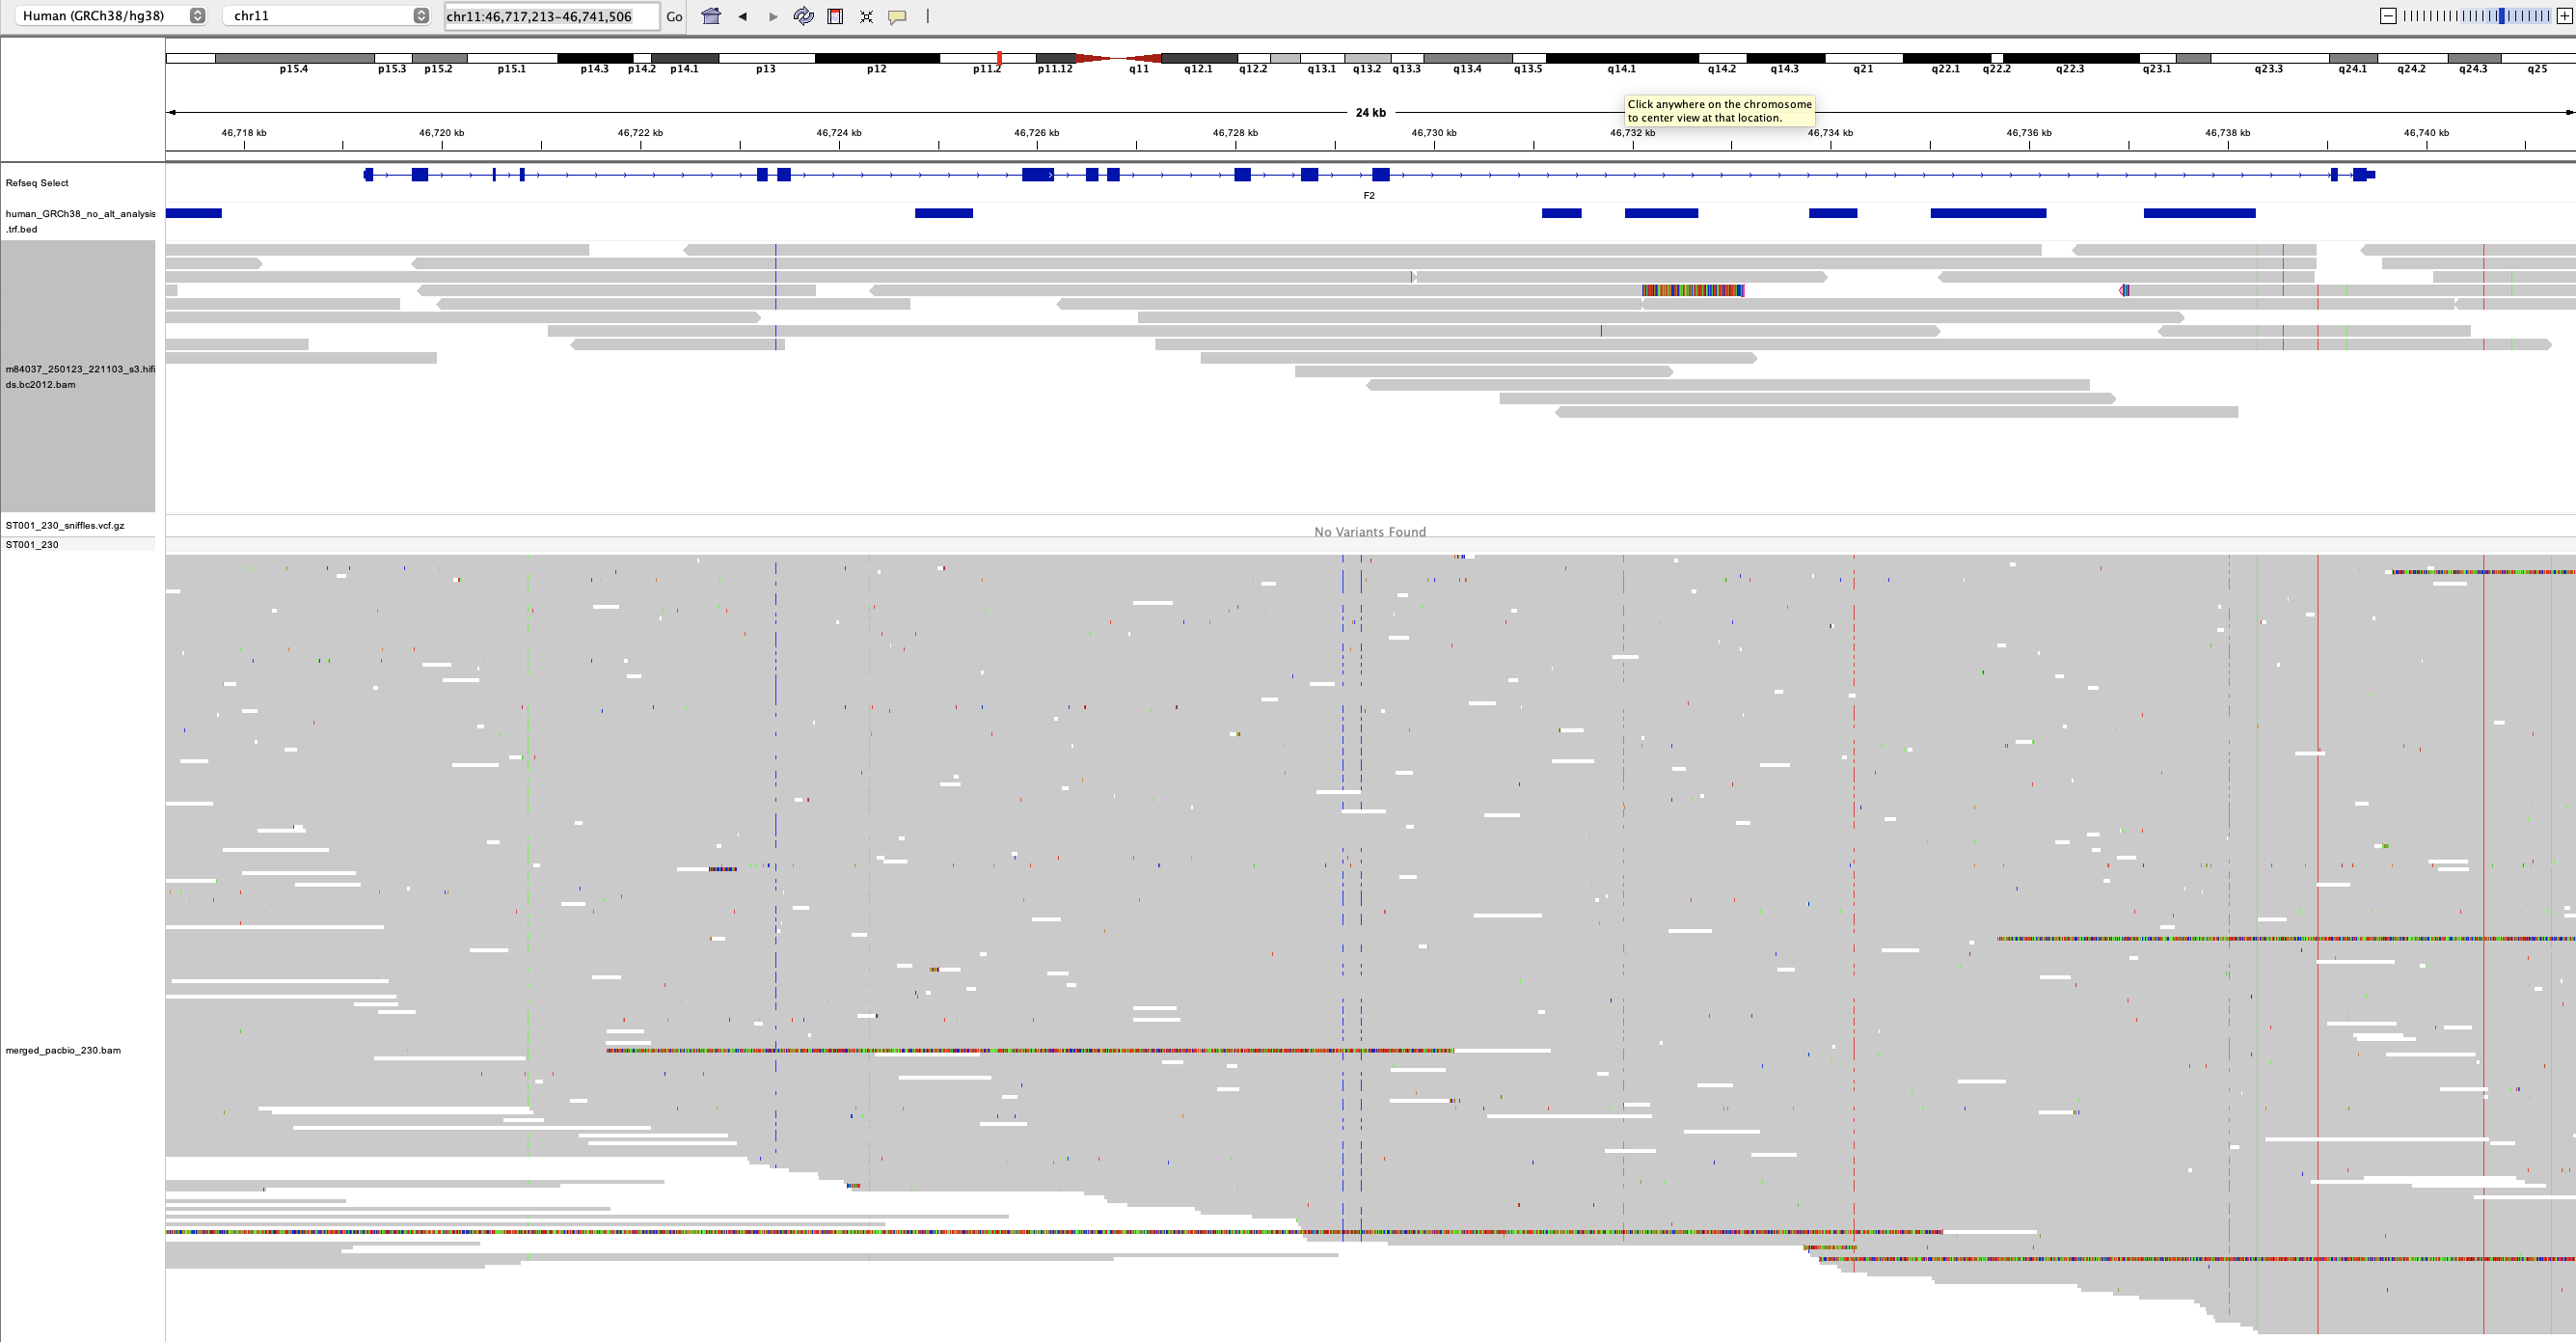 Human (GRCh38/hg38) chr11 chr11:46,717,213-46,741,506 Go
p15.4 p15.3 p15.2 p15.1 p14.3 p14.2 p14.1 p13 p12 p11.2 p11.12 q11 q12.1 q12.2 q13.1 q13.2 q13.3 q13.4 q13.5 q14.1 q14.2 q14.3 q21 q22.1 q22.2 q22.3 q23.1 q23.3 q24.1 q24.2 q24.3 q25
Click anywhere on the chromosome
to center view at that location.
24 kb
46,718 kb 46,720 kb 46,722 kb 46,724 kb 46,726 kb 46,728 kb 46,730 kb 46,732 kb 46,734 kb 46,736 kb 46,738 kb 46,740 kb
Refseq Select
F2
human_GRCh38_no_alt_analysis
.trf.bed
m84037_250123_221103_s3.hifi
ds.bc2012.bam
ST001_230_sniffles.vcf.gz
No Variants Found
ST001_230
merged_pacbio_230.bam